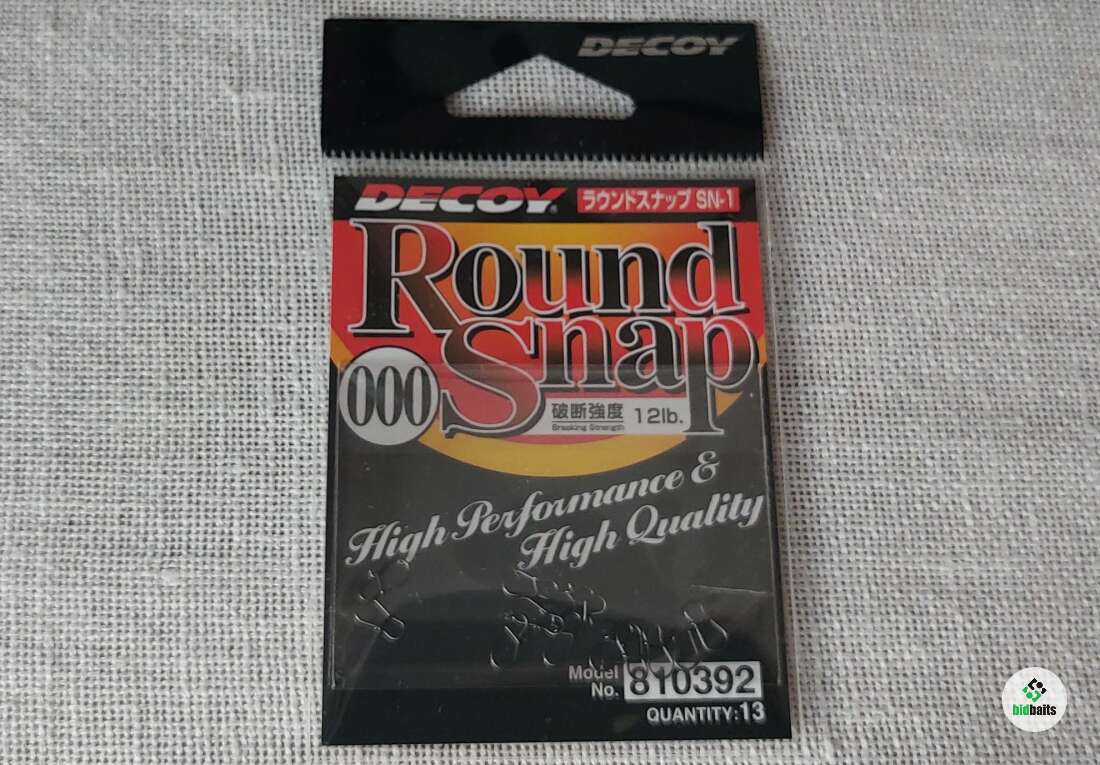 DECOY
DECOY
ラウンドスナップ SN-1
Round
Snap
000
破断強度 12lb.
Breaking Strength
High Performance &
High Quality
Model
No. 810392
QUANTITY:13
bidbaits